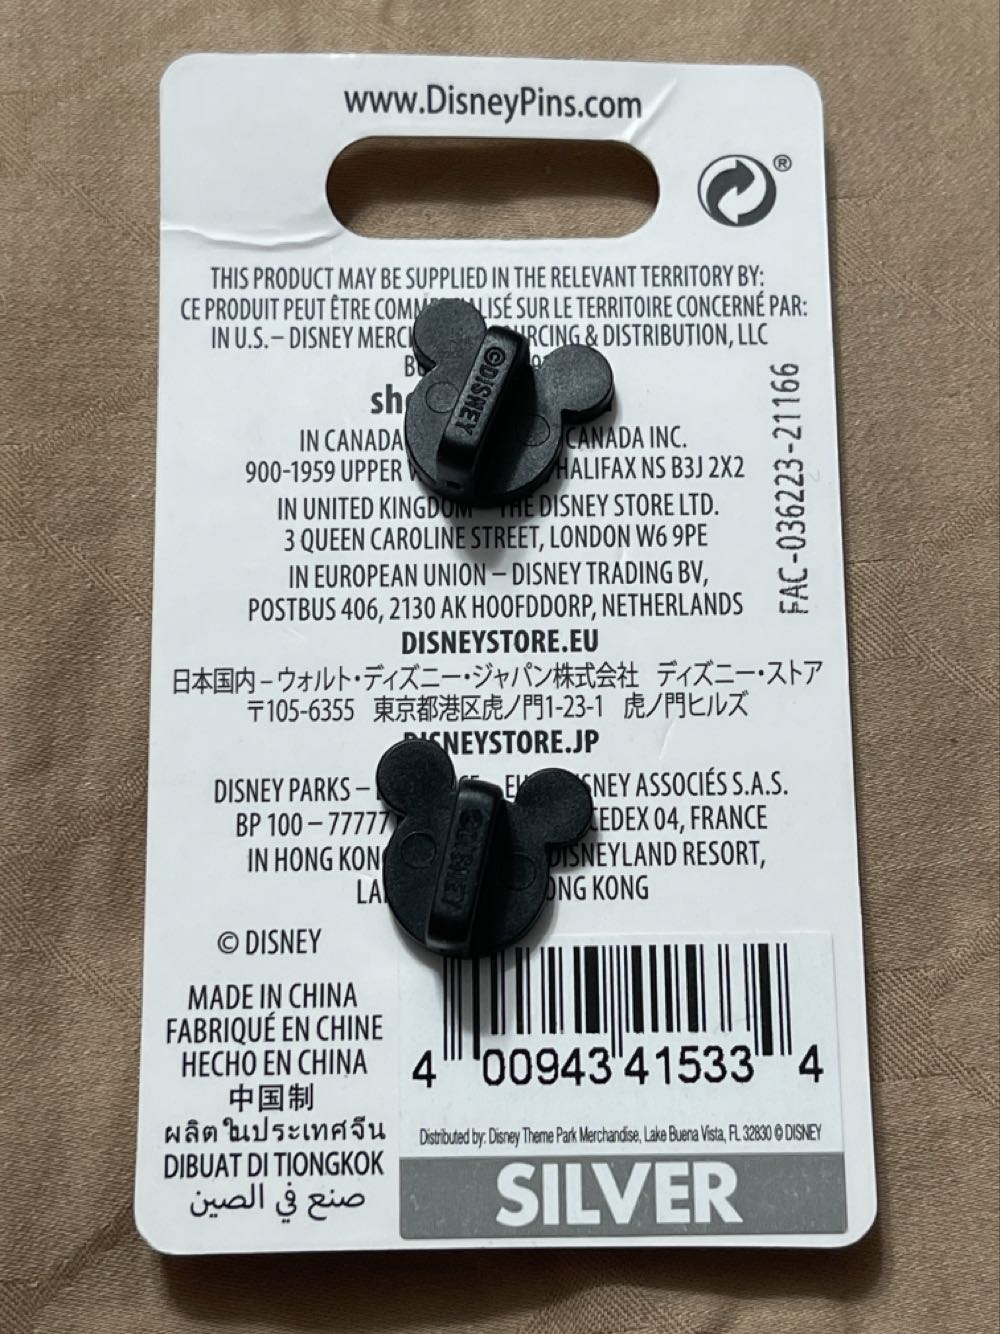 www.DisneyPins.com
®
THIS PRODUCT MAY BE SUPPLIED IN THE RELEVANT TERRITORY BY:
CE PRODUIT PEUT ÊTRE SUR LE TERRITOIRE CONCERNÉ PAR:
IN U.S.– DISNEY & DISTRIBUTION, LLC
©DISNEY
IN CANADA CANADA INC.
900-1959 UPPER HALIFAX NS B3J 2X2
IN UNITED KINGDOM THE DISNEY STORE LTD.
3 QUEEN CAROLINE STREET, LONDON W6 9PE
IN EUROPEAN UNION – DISNEY TRADING BV,
POSTBUS 406, 2130 AK HOOFDDORP, NETHERLANDS
DISNEYSTORE.EU
日本国内–ウォルト・ディズニー・ジャパン株式会社 ディズニー・ストア
〒105-6355 東京都港区虎ノ門1-23-1 虎ノ門ヒルズ
DISNEYSTORE.JP
DISNEY PARKS – ASSOCIÉS S.A.S.
BP 100 – 77777 CEDEX 04, FRANCE
IN HONG KONG DISNEYLAND RESORT,
HONG KONG
©DISNEY
FAC-036223-21166
© DISNEY
MADE IN CHINA
FABRIQUÉ EN CHINE
HECHO EN CHINA
中国制
ผลิตในประเทศจีน
DIBUAT DI TIONGKOK
صنع في الصين
4 00943 41533 4
Distributed by: Disney Theme Park Merchandise, Lake Buena Vista, FL 32830 © DISNEY
SILVER